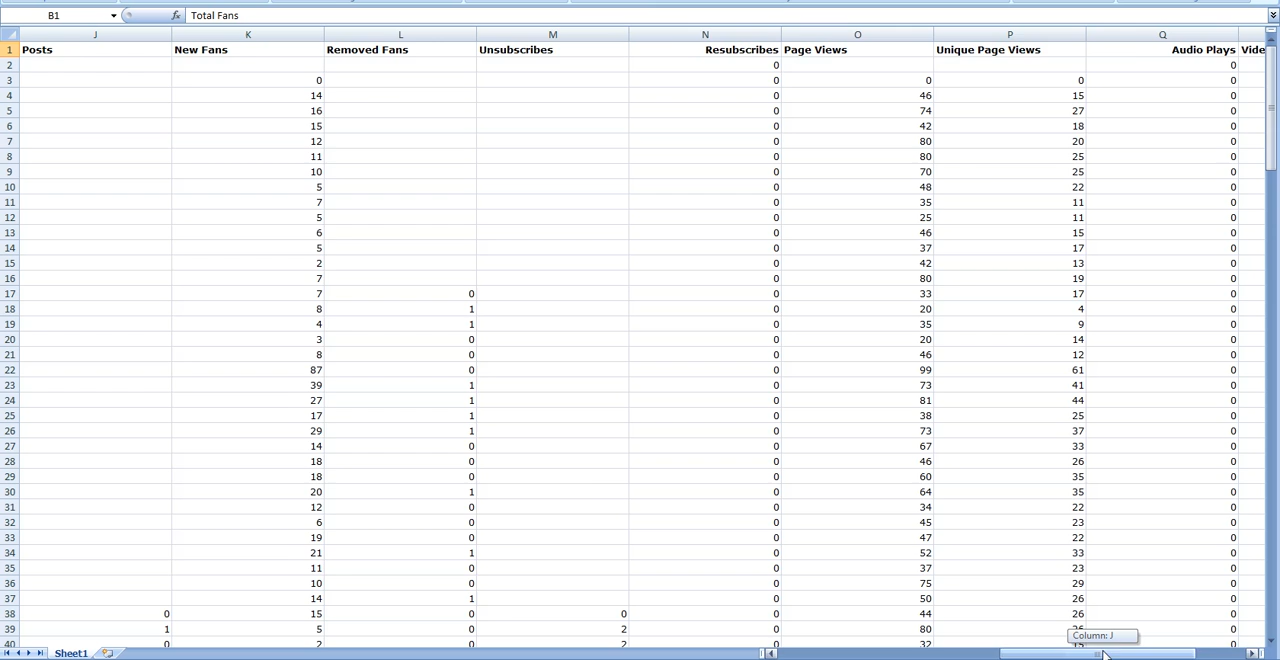 B1 fx Total Fans
J K L M N O P Q
1 Posts New Fans Removed Fans Unsubscribes Resubscribes Page Views Unique Page Views Audio Plays Vide
2 0 0
3 0 0 0 0 0
4 14 0 46 15 0
5 16 0 74 27 0
6 15 0 42 18 0
7 12 0 80 20 0
8 11 0 80 25 0
9 10 0 70 25 0
10 5 0 48 22 0
11 7 0 35 11 0
12 5 0 25 11 0
13 6 0 46 15 0
14 5 0 37 17 0
15 2 0 42 13 0
16 7 0 80 19 0
17 7 0 0 33 17 0
18 8 1 0 20 4 0
19 4 1 0 35 9 0
20 3 0 0 20 14 0
21 8 0 0 46 12 0
22 87 0 0 99 61 0
23 39 1 0 73 41 0
24 27 1 0 81 44 0
25 17 1 0 38 25 0
26 29 1 0 73 37 0
27 14 0 0 67 33 0
28 18 0 0 46 26 0
29 18 0 0 60 35 0
30 20 1 0 64 35 0
31 12 0 0 34 22 0
32 6 0 0 45 23 0
33 19 0 0 47 22 0
34 21 1 0 52 33 0
35 11 0 0 37 23 0
36 10 0 0 75 29 0
37 14 1 0 50 26 0
38 0 15 0 0 0 44 26 0
39 1 5 0 2 0 80 0
40 0 2 0 2 0 32 0
Column: J
Sheet1